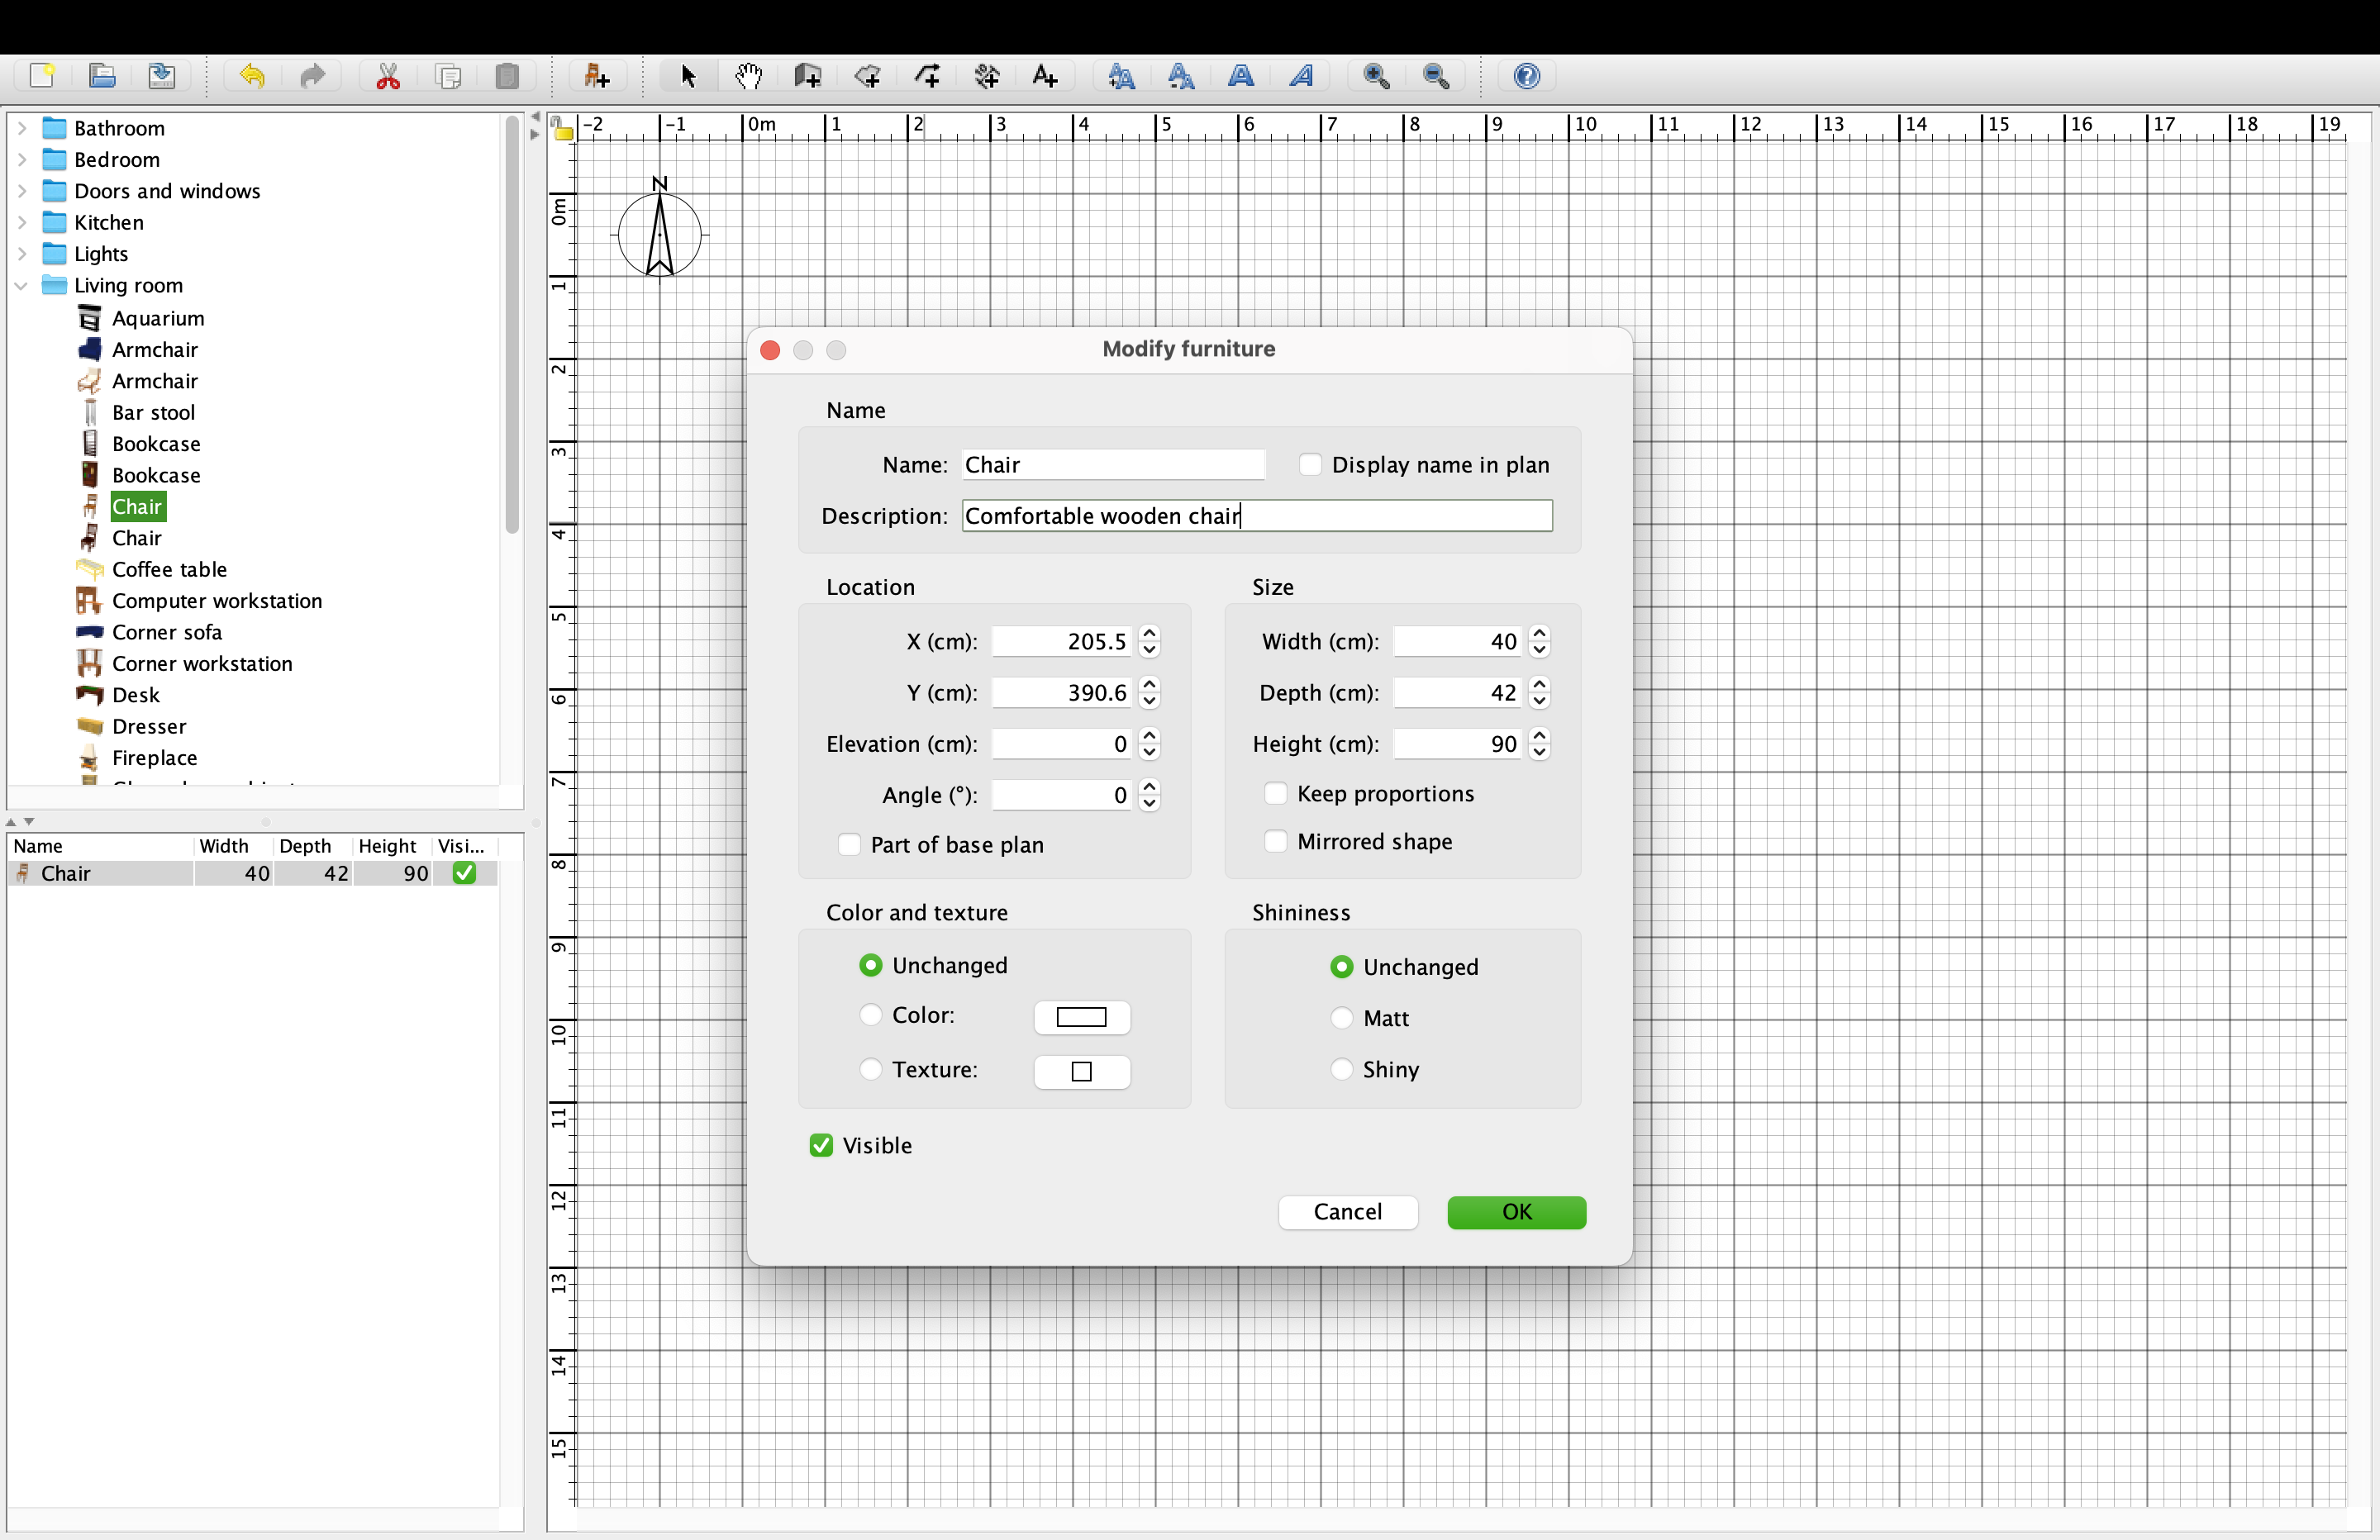 -2 -1 0m 1 2 3 4 5 6 7 8 9 10 11 12 13 14 15 16 17 18 19
Bathroom
Bedroom
Doors and windows
Kitchen
Lights
Living room
Aquarium
Armchair
Armchair
Bar stool
Bookcase
Bookcase
Chair
Chair
Coffee table
Computer workstation
Corner sofa
Corner workstation
Desk
Dresser
Fireplace
Name Width Depth Height Visi...
Chair 40 42 90
N
0m
1
2
3
4
5
6
7
8
9
10
11
12
13
14
15
Modify furniture
Name
Name: Chair Display name in plan
Description: Comfortable wooden chair
Location
X (cm): 205.5
Y (cm): 390.6
Elevation (cm): 0
Angle (°): 0
Part of base plan
Size
Width (cm): 40
Depth (cm): 42
Height (cm): 90
Keep proportions
Mirrored shape
Color and texture
Unchanged
Color:
Texture:
Shininess
Unchanged
Matt
Shiny
Visible
Cancel OK